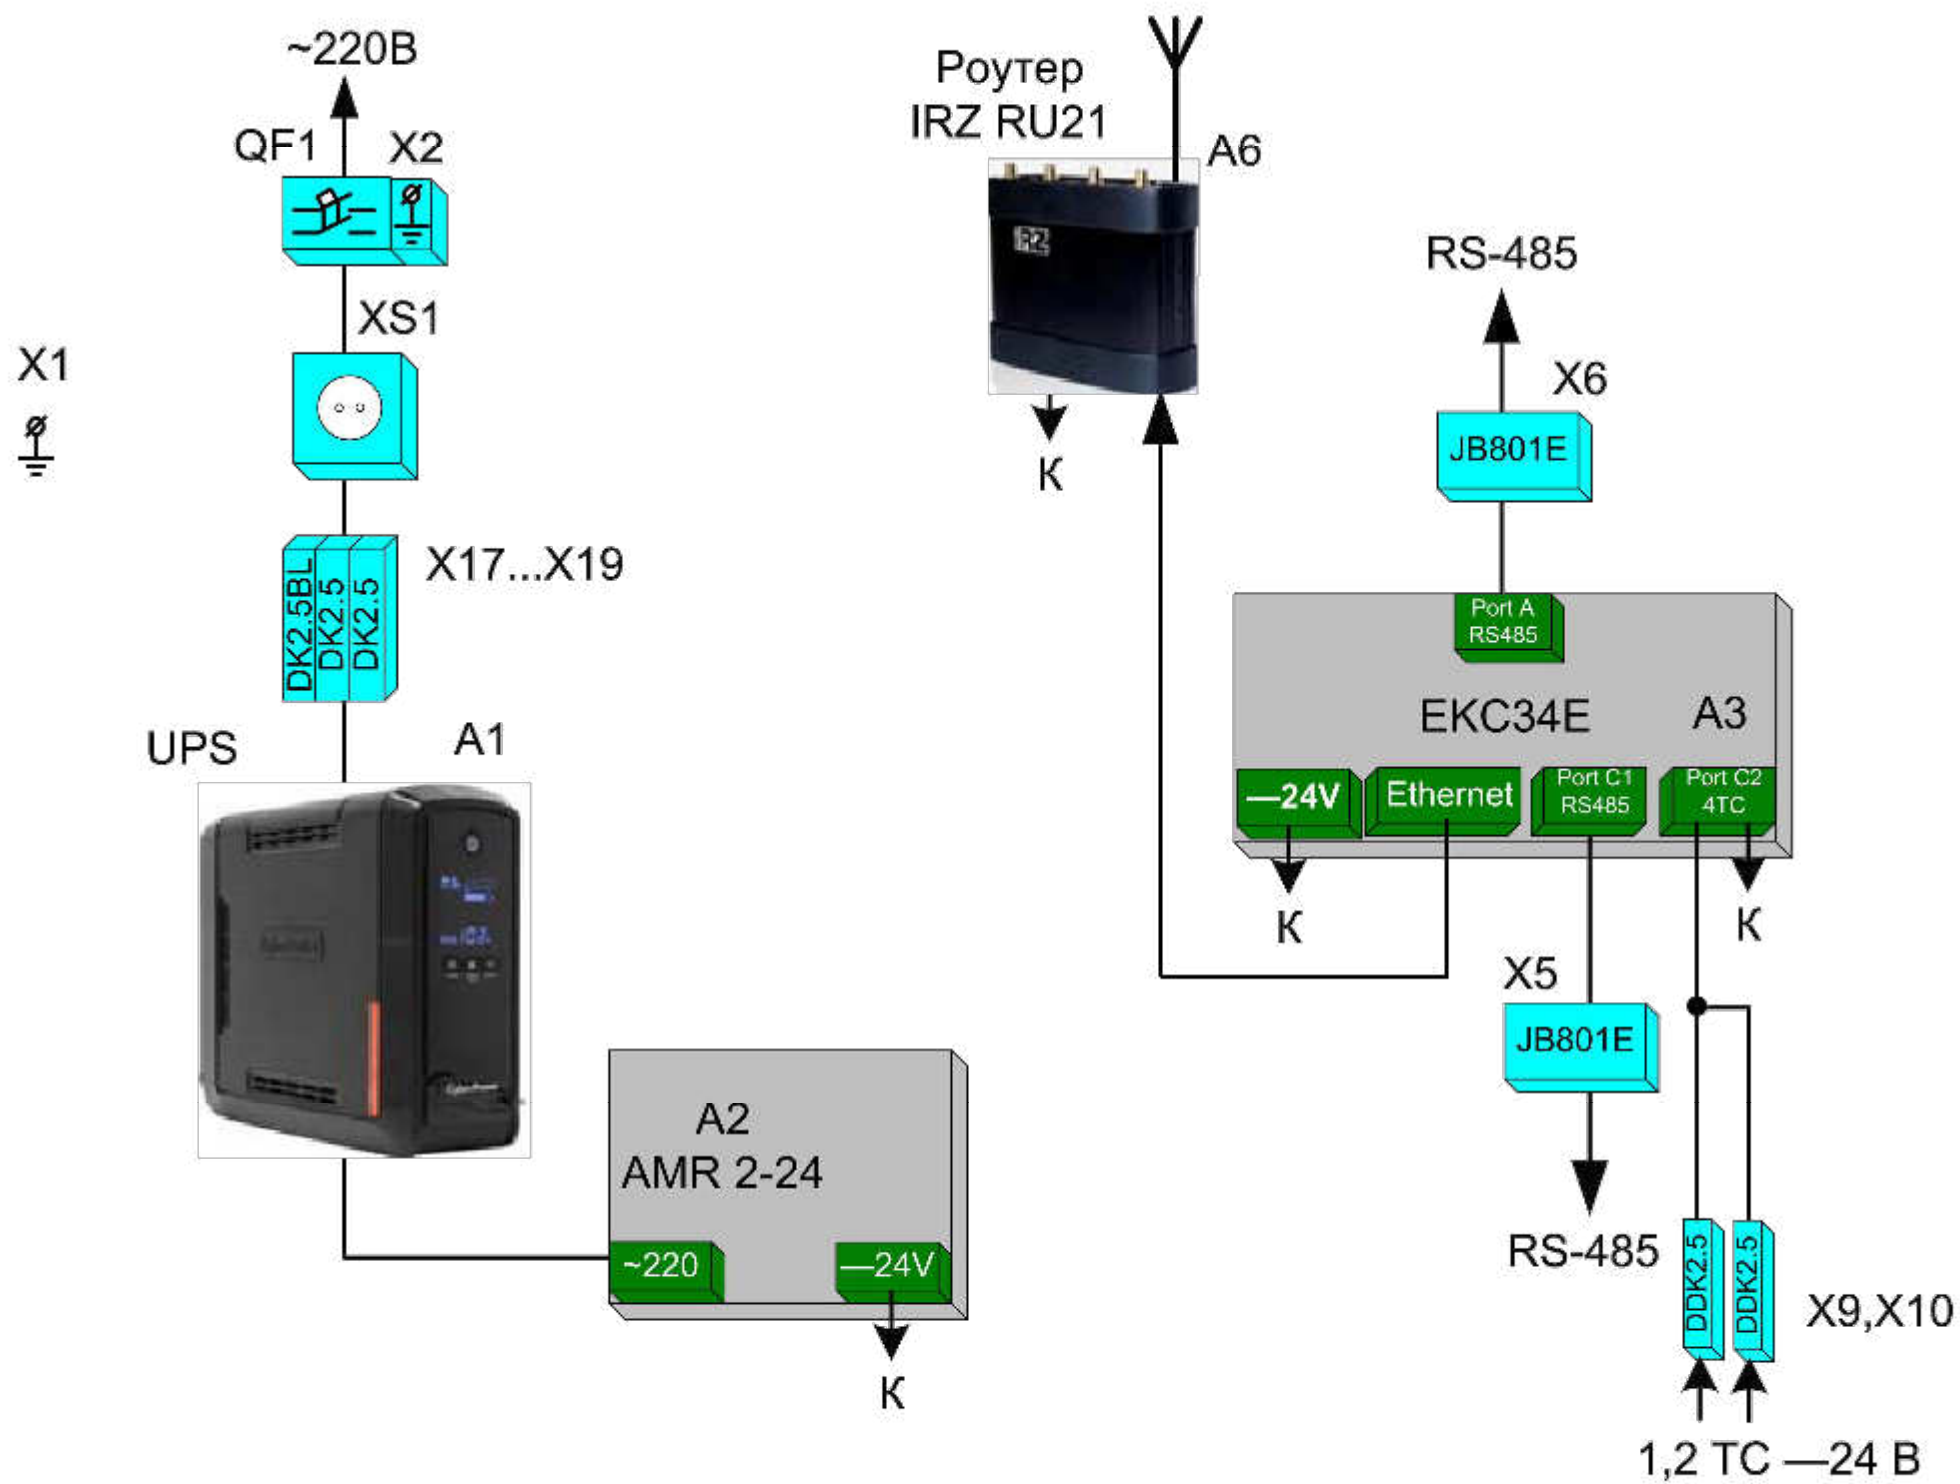 ~220В
QF1
X2
XS1
X1
X17...X19
DK2.5BL
DK2.5
DK2.5
UPS
A1
A2
AMR 2-24
~220
—24V
К
Роутер
IRZ RU21
A6
IRZ
К
RS-485
X6
JB801E
Port A
RS485
EKC34E
A3
—24V
Ethernet
Port C1
RS485
Port C2
4TC
К
К
X5
JB801E
RS-485
DDK2.5
DDK2.5
X9,X10
1,2 ТС —24 В